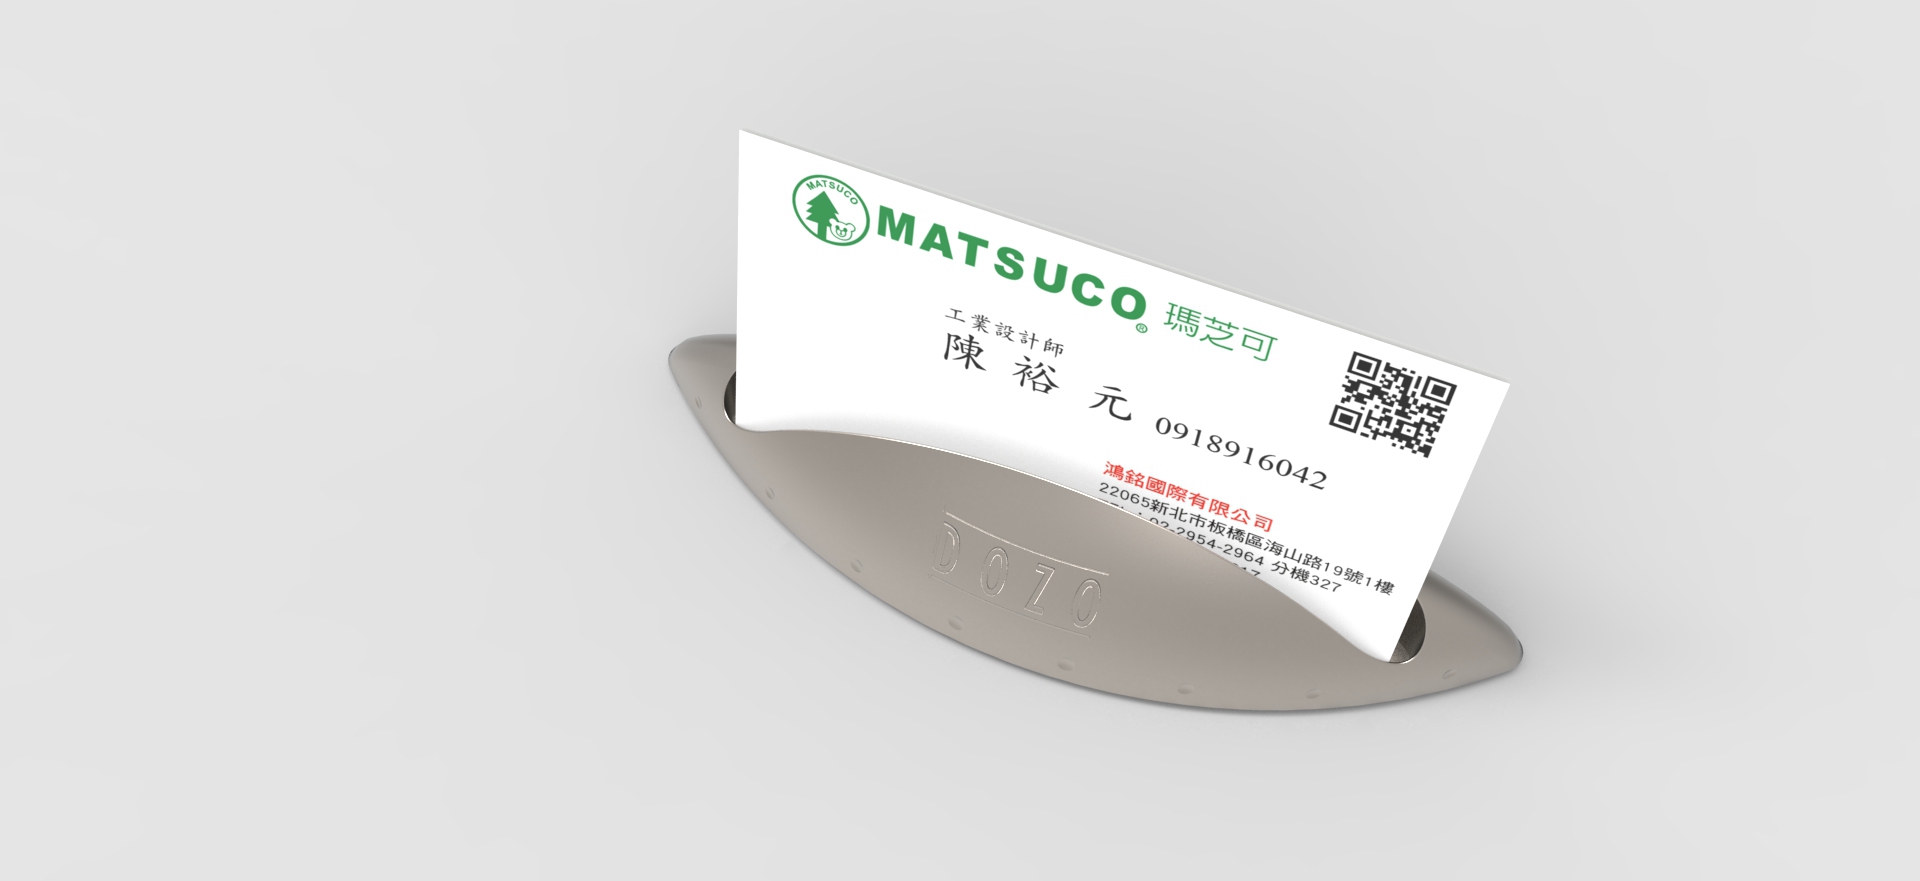 MATSUCO
MATSUCO® 瑪芝可
工業設計師
陳裕元 0918916042
鴻銘國際有限公司
22065新北市板橋區海山路19號1樓
02-2954-2964 分機327
DOZO